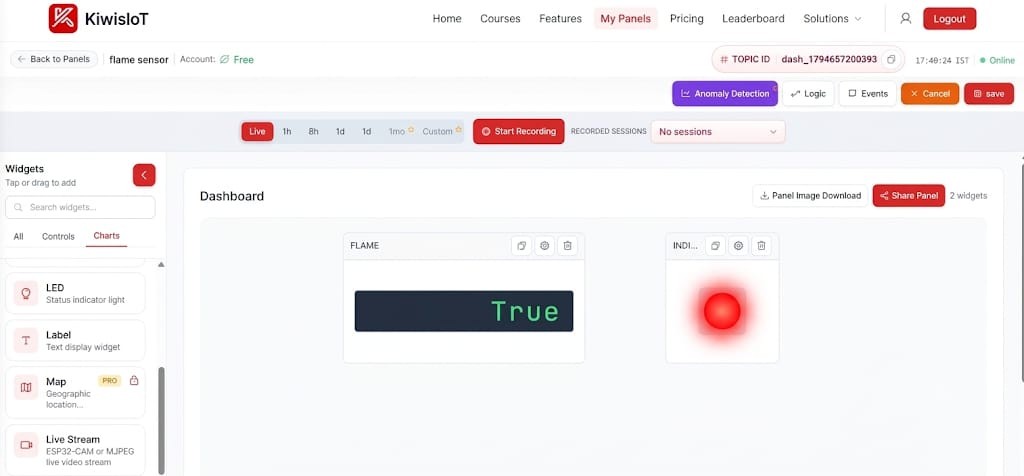 KiwisIoT
Home Courses Features My Panels Pricing Leaderboard Solutions Logout
Back to Panels flame sensor Account: Free # TOPIC ID dash_1794657200393 17:40:24 IST Online
Anomaly Detection Logic Events Cancel save
Live 1h 8h 1d 1d 1mo Custom Start Recording RECORDED SESSIONS No sessions
Widgets
Tap or drag to add
Search widgets...
All Controls Charts
LED
Status indicator light
Label
Text display widget
Map PRO
Geographic
location...
Live Stream
ESP32-CAM or MJPEG
live video stream
Dashboard Panel Image Download Share Panel 2 widgets
FLAME INDI...
True